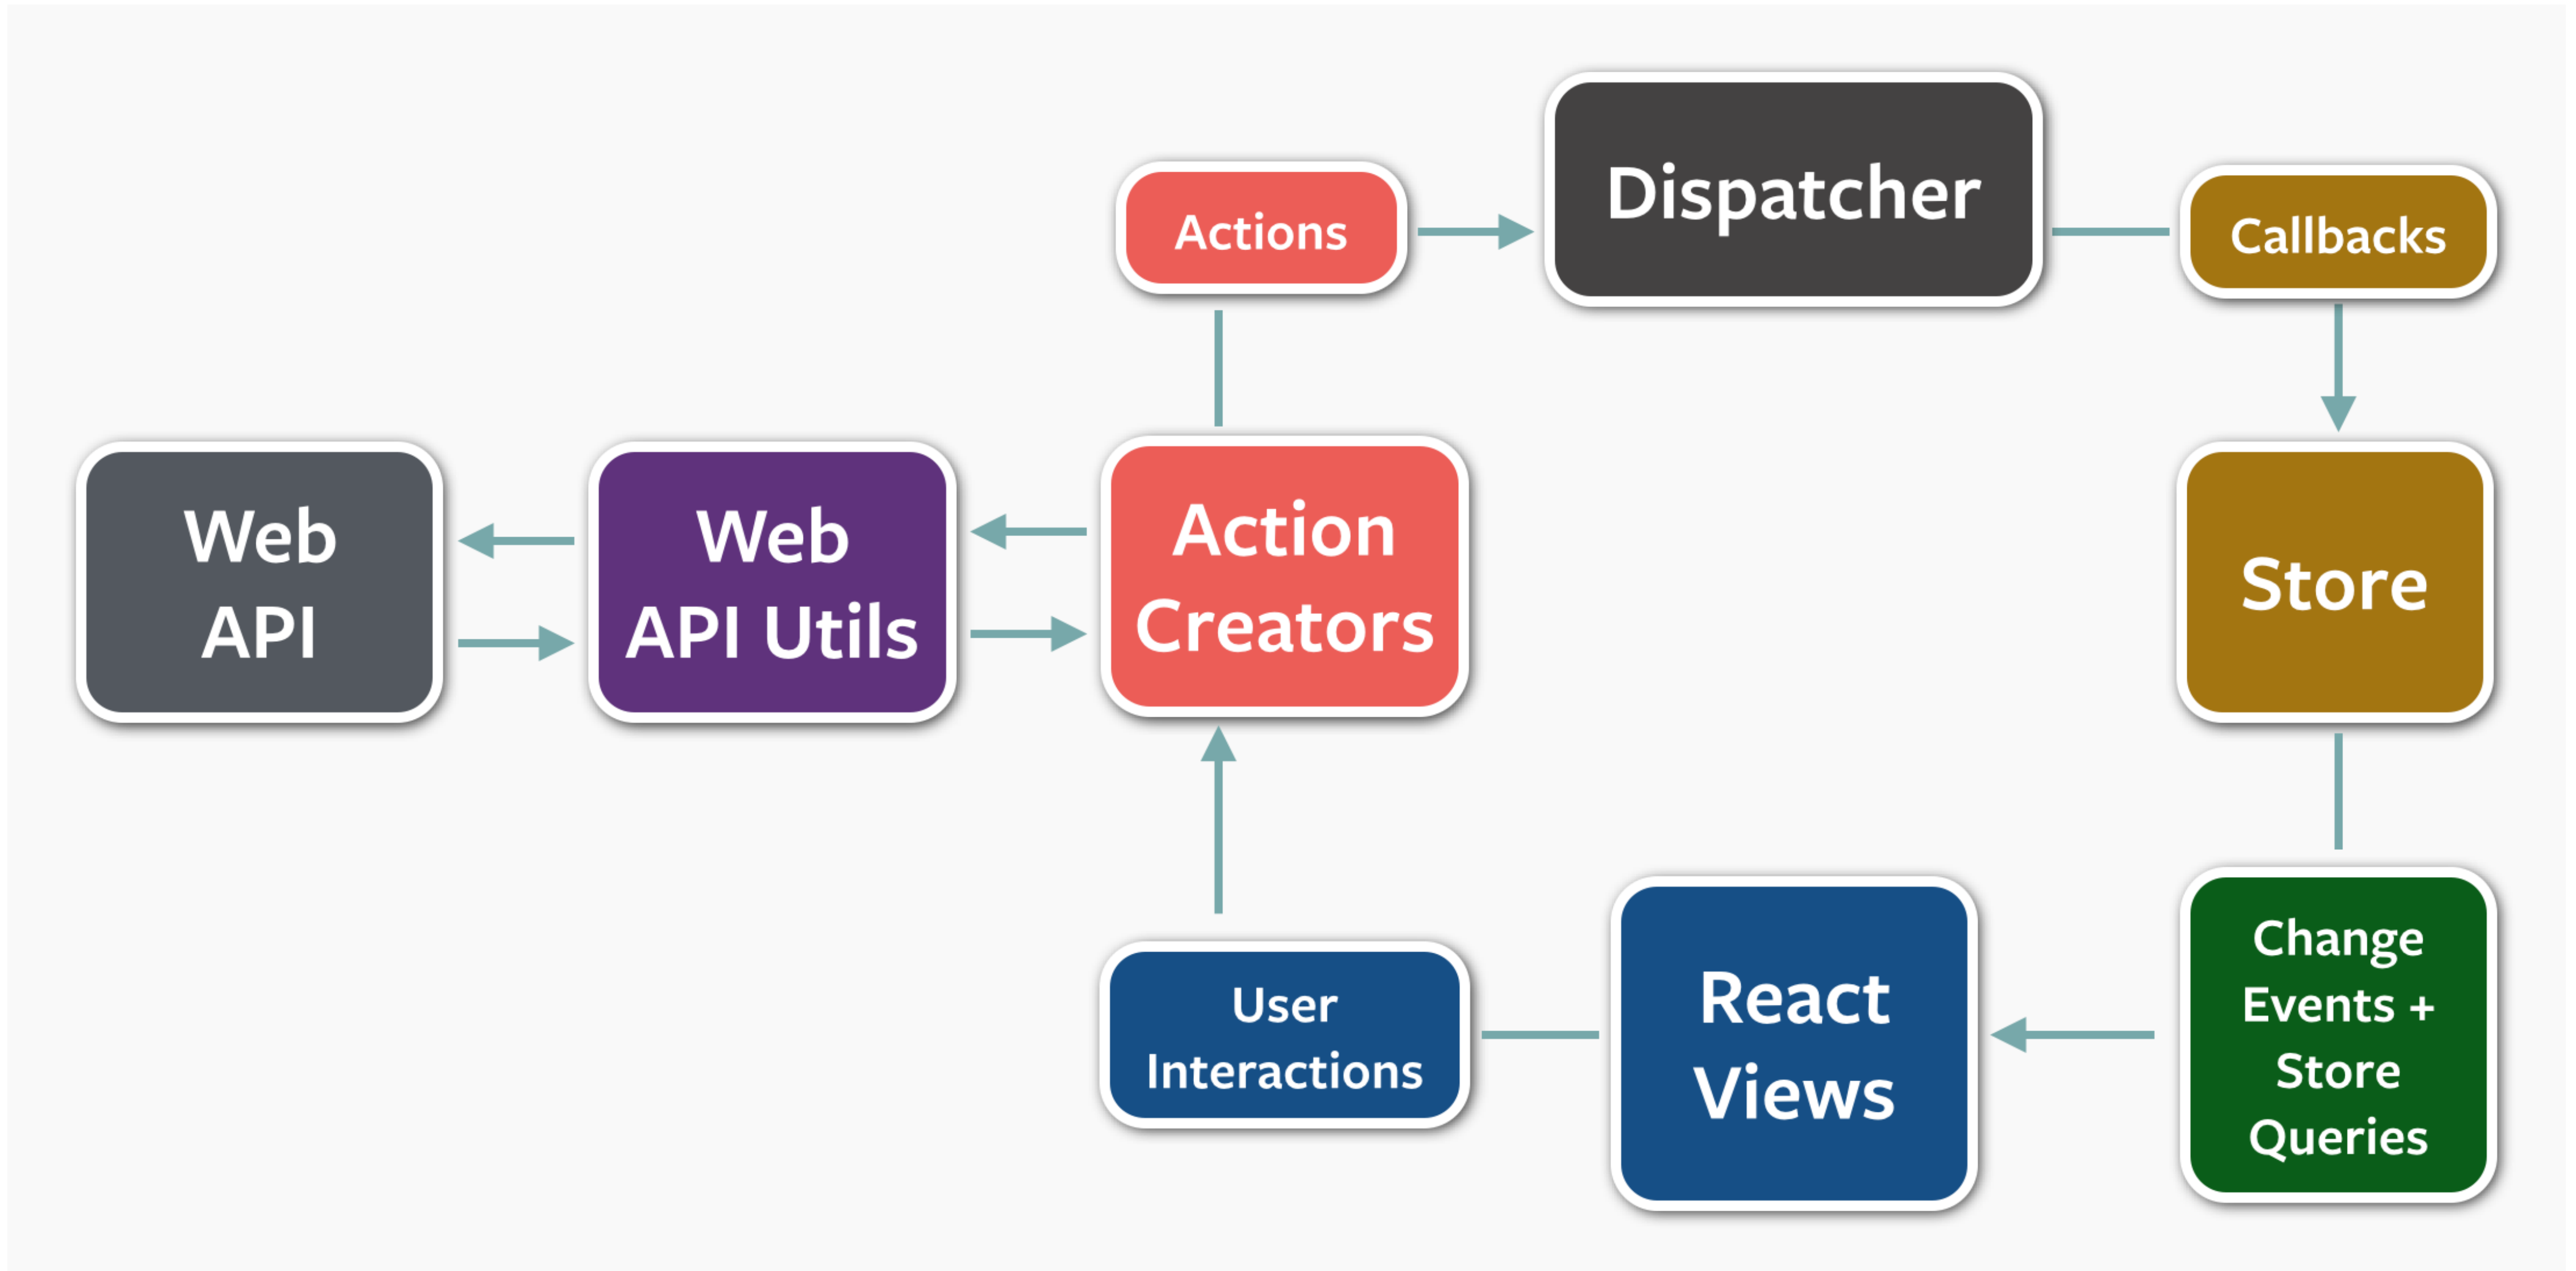 Dispatcher
Actions
Callbacks
Web
API
Web
API Utils
Action
Creators
Store
User
Interactions
React
Views
Change
Events +
Store
Queries